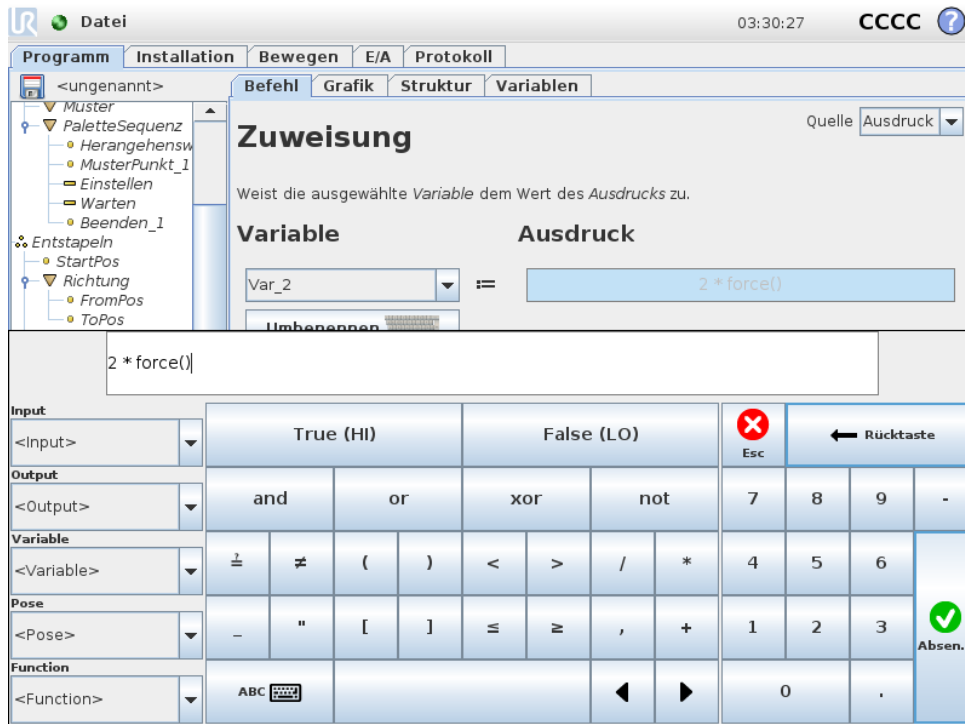 UR Datei 03:30:27 CCCC ?
Programm Installation Bewegen E/A Protokoll
<ungenannt>
Befehl Grafik Struktur Variablen
Muster
PaletteSequenz
Herangehensw
MusterPunkt_1
Einstellen
Warten
Beenden_1
Entstapeln
StartPos
Richtung
FromPos
ToPos
Quelle Ausdruck
Zuweisung
Weist die ausgewählte Variable dem Wert des Ausdrucks zu.
Variable Ausdruck
Var_2 := 2 * force()
Umbenennen
2 * force()
Input
<Input>
Output
<Output>
Variable
<Variable>
Pose
<Pose>
Function
<Function>
True (HI) False (LO) Esc Rücktaste
and or xor not 7 8 9 -
≟ ≠ ( ) < > / * 4 5 6
_ " [ ] ≤ ≥ , + 1 2 3
Absen.
ABC 0 .